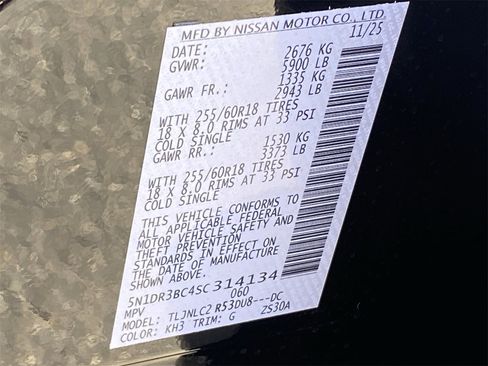 MFD BY NISSAN MOTOR CO., LTD.
DATE: 11/25
GVWR: 2676 KG
5900 LB
GAWR FR.: 1335 KG
2943 LB
WITH 255/60R18 TIRES
18 X 8.0 RIMS AT 33 PSI
COLD SINGLE
GAWR RR.: 1530 KG
3373 LB
WITH 255/60R18 TIRES
18 X 8.0 RIMS AT 33 PSI
COLD SINGLE
THIS VEHICLE CONFORMS TO
ALL APPLICABLE FEDERAL
MOTOR VEHICLE SAFETY AND
THEFT PREVENTION
STANDARDS IN EFFECT ON
THE DATE OF MANUFACTURE
SHOWN ABOVE.
5N1DR3BC4SC314134
MPV 060
MODEL: TLJNLC2 R53DU8---DC
COLOR: KH3 TRIM: G ZS30A